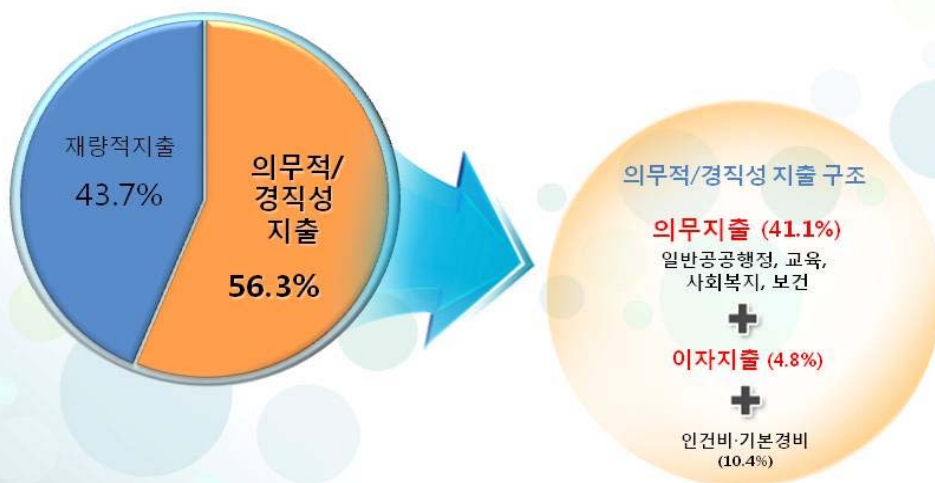 재량적지출
43.7%
의무적/
경직성
지출
56.3%
의무적/경직성 지출 구조
의무지출 (41.1%)
일반공공행정, 교육,
사회복지, 보건
이자지출 (4.8%)
인건비·기본경비
(10.4%)